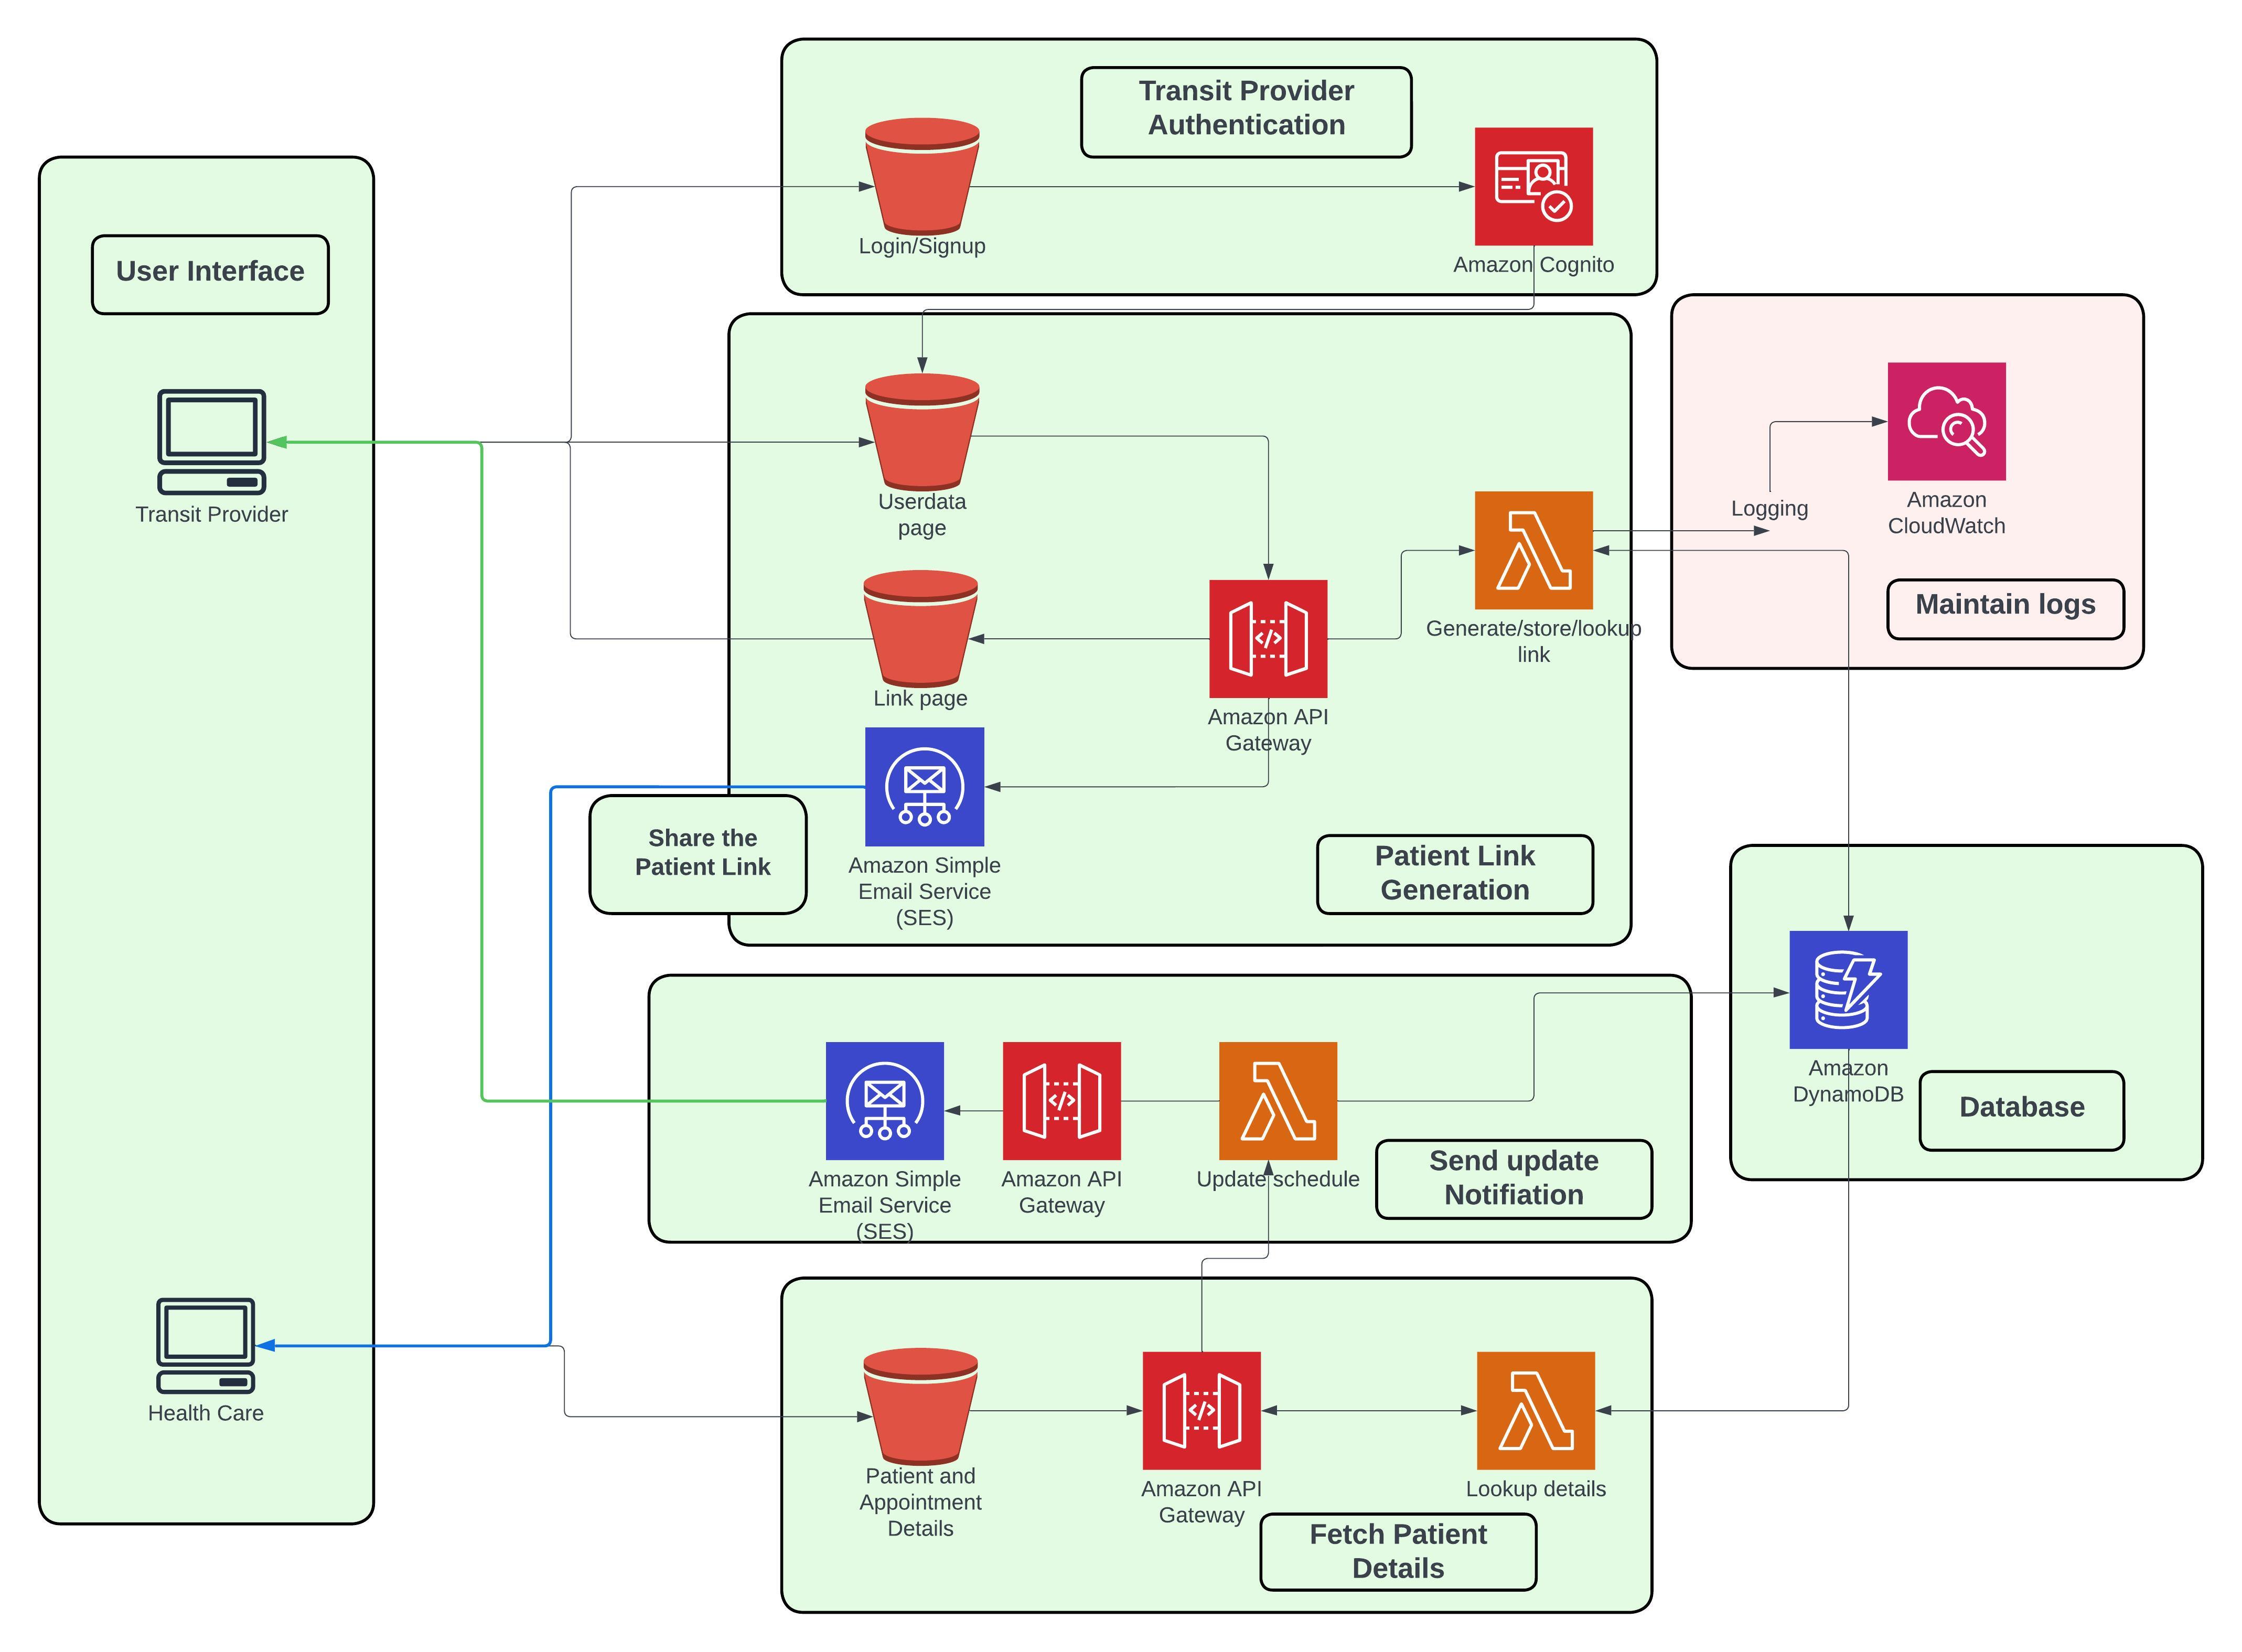 Transit Provider
Authentication
Login/Signup
Amazon Cognito
User Interface
Transit Provider
Userdata
page
Logging
Amazon
CloudWatch
Maintain logs
Generate/store/lookup
link
Link page
Amazon API
Gateway
Share the
Patient Link
Amazon Simple
Email Service
(SES)
Patient Link
Generation
Amazon
DynamoDB
Database
Amazon Simple
Email Service
(SES)
Amazon API
Gateway
Update schedule
Send update
Notifiation
Health Care
Patient and
Appointment
Details
Amazon API
Gateway
Lookup details
Fetch Patient
Details